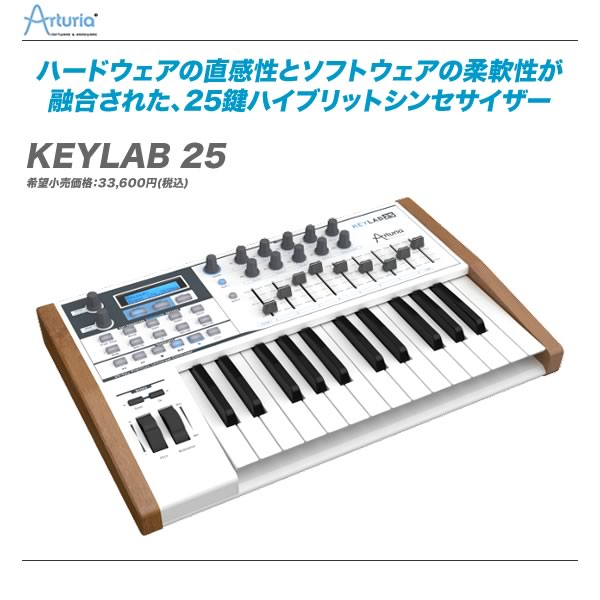 Arturia
SOFTWARE & HARDWARE
ハードウェアの直感性とソフトウェアの柔軟性が
融合された、25鍵ハイブリットシンセサイザー
KEYLAB 25
希望小売価格：33,600円(税込)
KEYLAB 25
Arturia